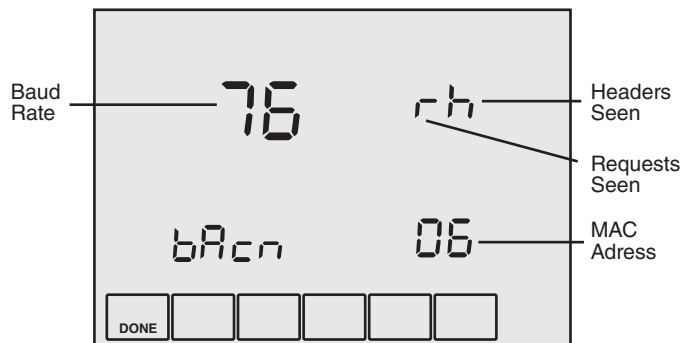 Baud
Rate
76
rh
Headers
Seen
Requests
Seen
bAcn
06
MAC
Adress
DONE